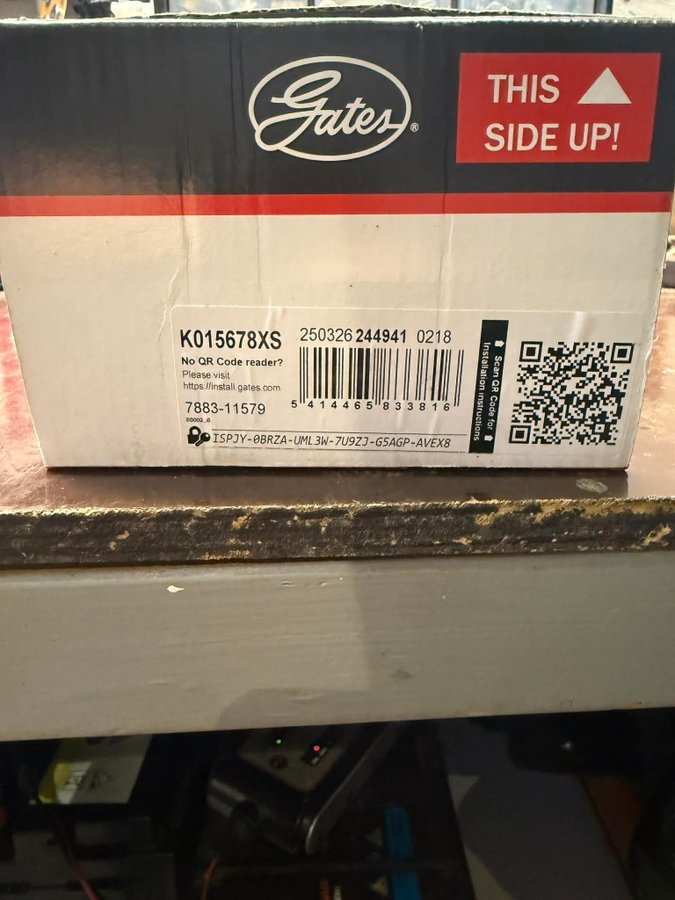 Gates®
THIS
SIDE UP!
K015678XS
250326 244941 0218
No QR Code reader?
Please visit
https://install.gates.com
7883-11579
5 414465 833816
ISPJY-0BRZA-UML3W-7U9ZJ-G5AGP-AVEX8
Scan QR Code for
Installation instructions